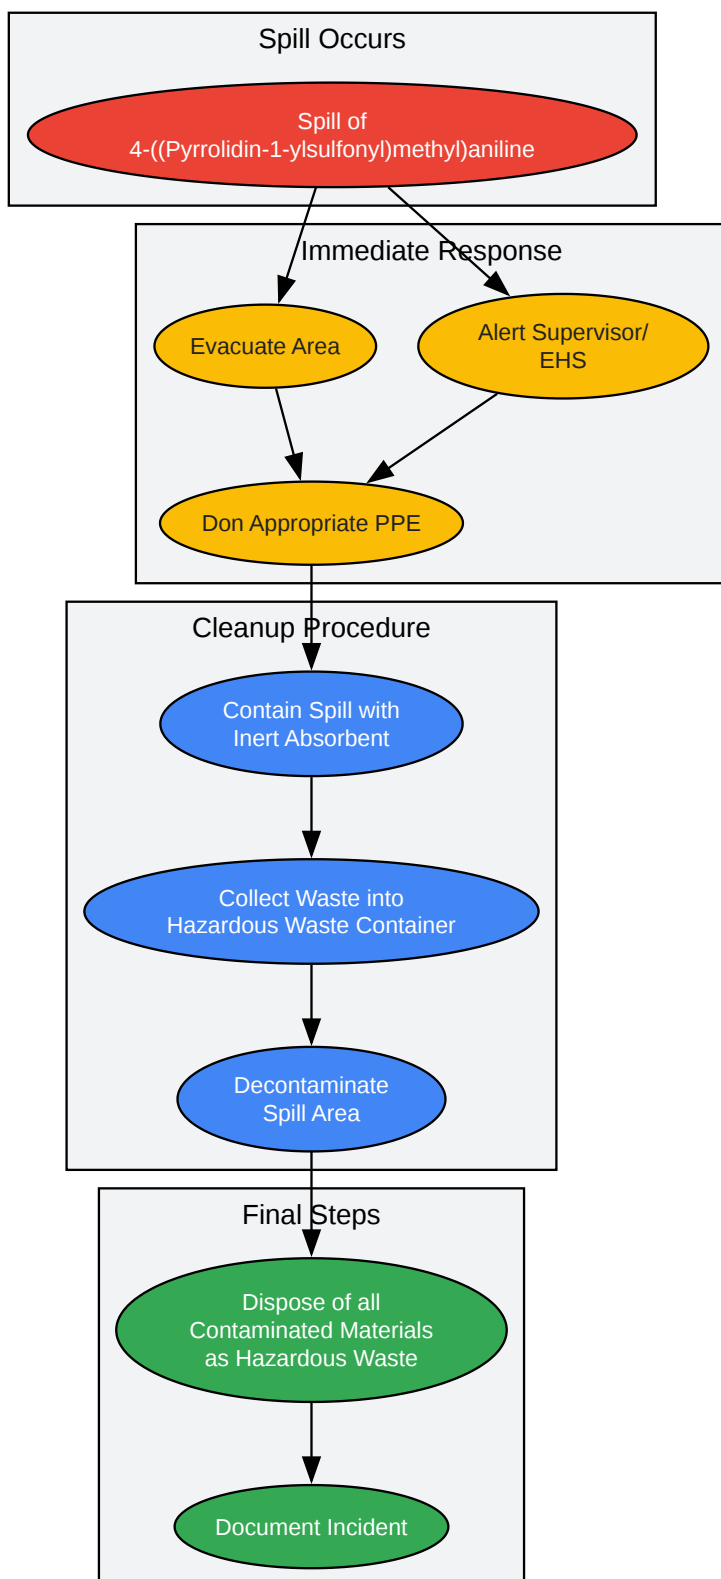 Spill Occurs
Spill of
4-((Pyrrolidin-1-ylsulfonyl)methyl)aniline
Immediate Response
Evacuate Area
Alert Supervisor/
EHS
Don Appropriate PPE
Cleanup Procedure
Contain Spill with
Inert Absorbent
Collect Waste into
Hazardous Waste Container
Decontaminate
Spill Area
Final Steps
Dispose of all
Contaminated Materials
as Hazardous Waste
Document Incident